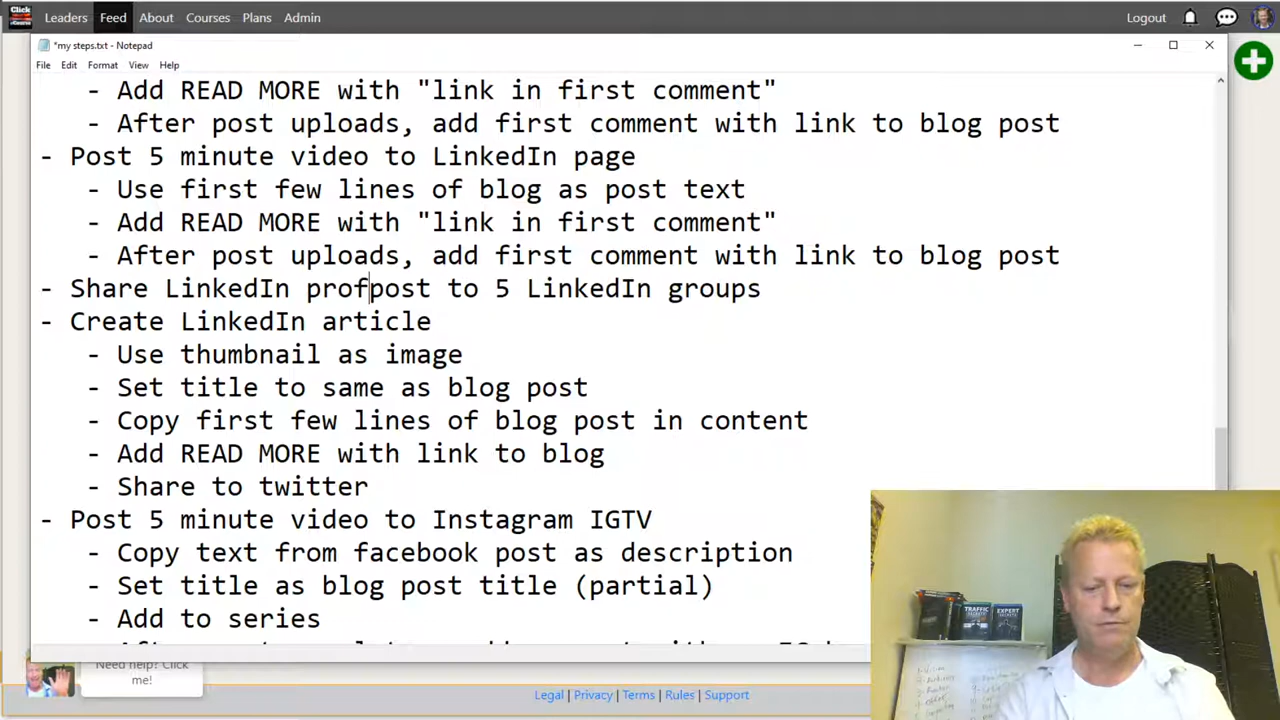 Click
Leaders Feed About Courses Plans Admin Logout
*my steps.txt - Notepad
File Edit Format View Help
- Add READ MORE with "link in first comment"
- After post uploads, add first comment with link to blog post
- Post 5 minute video to LinkedIn page
- Use first few lines of blog as post text
- Add READ MORE with "link in first comment"
- After post uploads, add first comment with link to blog post
- Share LinkedIn profpost to 5 LinkedIn groups
- Create LinkedIn article
- Use thumbnail as image
- Set title to same as blog post
- Copy first few lines of blog post in content
- Add READ MORE with link to blog
- Share to twitter
- Post 5 minute video to Instagram IGTV
- Copy text from facebook post as description
- Set title as blog post title (partial)
- Add to series
TRAFFIC
SECRETS
EXPERT
SECRETS
Need help? Click
me!
Legal | Privacy | Terms | Rules | Support